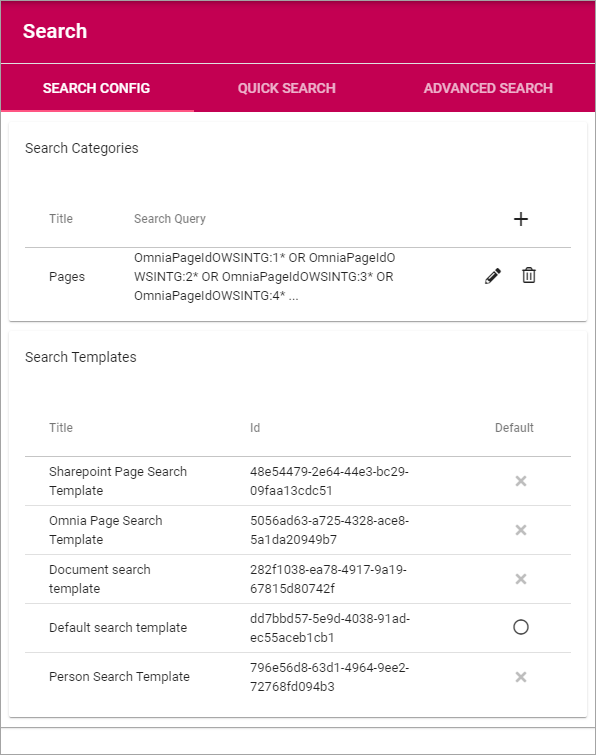 Search
SEARCH CONFIG QUICK SEARCH ADVANCED SEARCH
Search Categories
Title Search Query
OmniaPageIdOWSINTG:1* OR OmniaPageIdO
Pages WSINTG:2* OR OmniaPageIdOWSINTG:3* OR
OmniaPageIdOWSINTG:4* ...
Search Templates
Title Id Default
Sharepoint Page Search 48e54479-2e64-44e3-bc29-
Template 09faa13cdc51
Omnia Page Search 5056ad63-a725-4328-ace8-
Template 5a1da20949b7
Document search 282f1038-ea78-4917-9a19-
template 67815d80742f
Default search template dd7bbd57-5e9d-4038-91ad-
ec55aceb1cb1
Person Search Template 796e56d8-63d1-4964-9ee2-
72768fd094b3